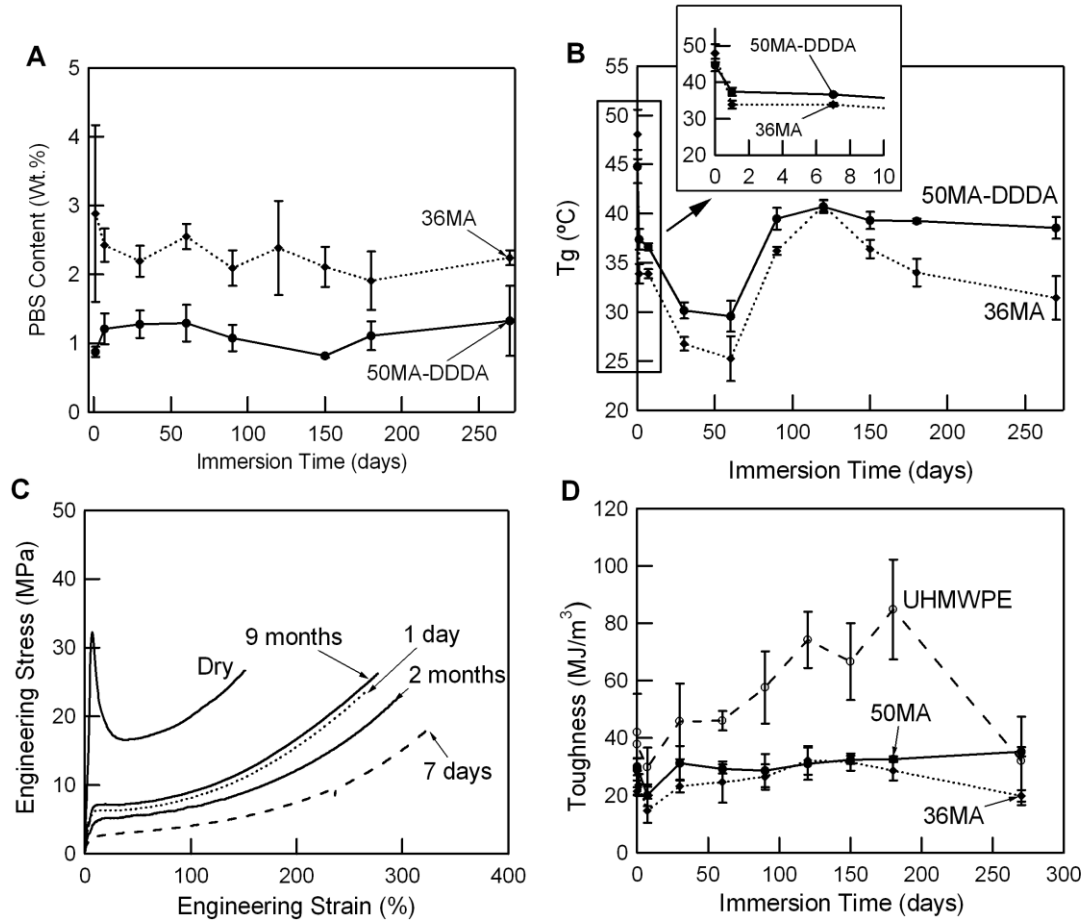 A
PBS Content (Wt.%)
5
4
3
2
1
0
0 50 100 150 200 250
Immersion Time (days)
36MA
50MA-DDDA
B
Tg (ºC)
55
50
45
40
35
30
25
20
0 50 100 150 200 250
Immersion Time (days)
50MA-DDDA
36MA
50
40
30
20
0 2 4 6 8 10
50MA-DDDA
36MA
C
Engineering Stress (MPa)
50
40
30
20
10
0
0 100 200 300 400
Engineering Strain (%)
Dry
9 months
1 day
2 months
7 days
D
Toughness (MJ/m³)
120
100
80
60
40
20
0
0 50 100 150 200 250 300
Immersion Time (days)
UHMWPE
50MA
36MA